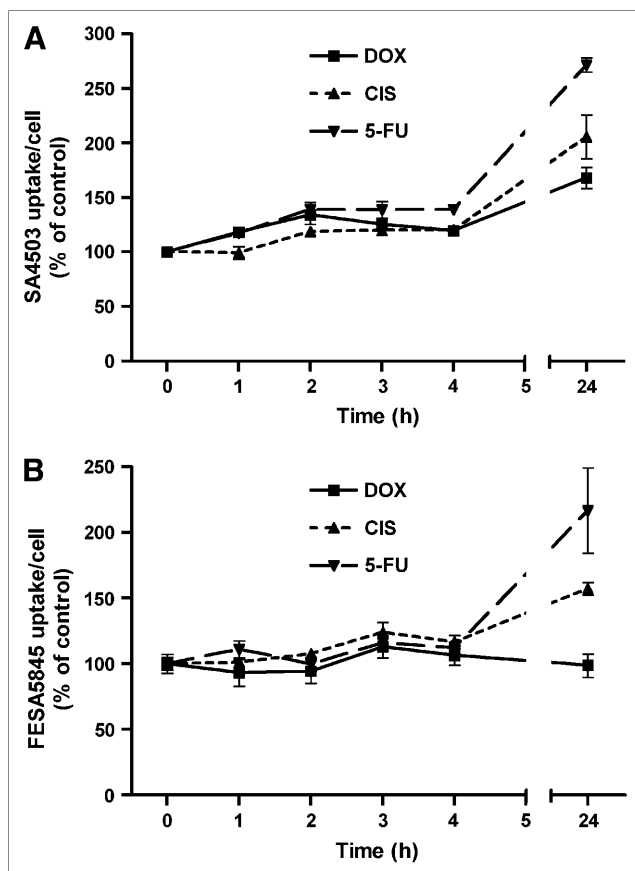 A
300
250
200
150
100
50
0
SA4503 uptake/cell
(% of control)
DOX
CIS
5-FU
0 1 2 3 4 5 24
Time (h)
B
250
200
150
100
50
0
FESA5845 uptake/cell
(% of control)
DOX
CIS
5-FU
0 1 2 3 4 5 24
Time (h)